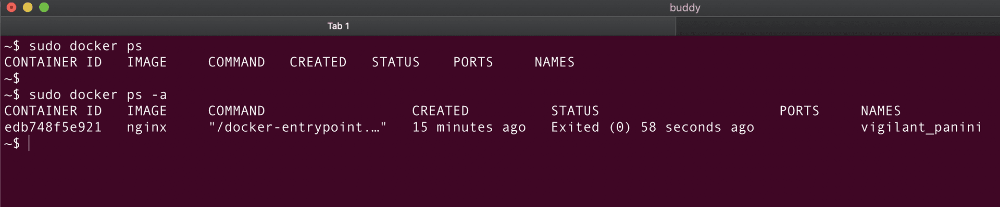 buddy
Tab 1
~$ sudo docker ps
CONTAINER ID   IMAGE     COMMAND   CREATED   STATUS    PORTS     NAMES
~$
~$ sudo docker ps -a
CONTAINER ID   IMAGE     COMMAND                  CREATED          STATUS                      PORTS     NAMES
edb748f5e921   nginx     "/docker-entrypoint.…"   15 minutes ago   Exited (0) 58 seconds ago             vigilant_panini
~$